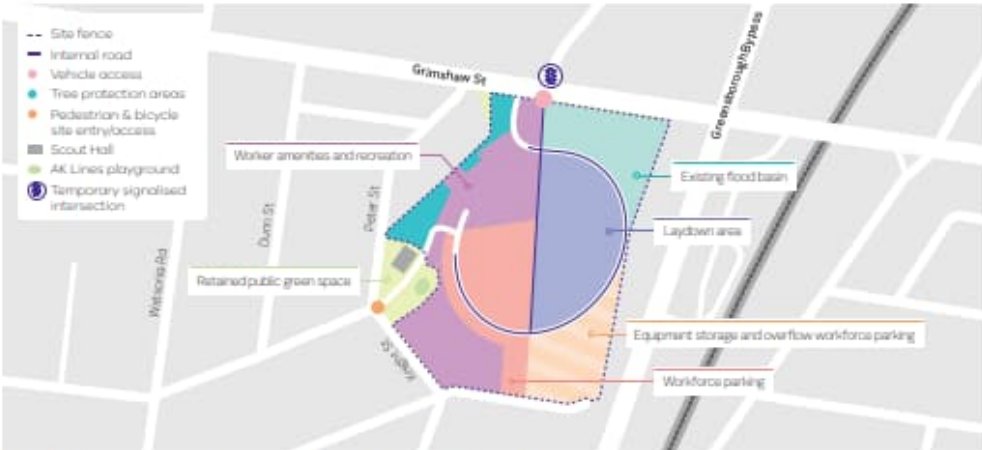 Site fence
Internal road
Vehicle access
Tree protection areas
Pedestrian & bicycle
site entry/access
Scout Hall
AK Lines playground
Temporary signalised
intersection
Grimshaw St
Greensborough Bypass
Worker amenities and recreation
Existing flood basin
Peter St
Dunn St
Laydown area
Watsonia Rd
Retained public green space
Equipment storage and overflow workforce parking
Workforce parking